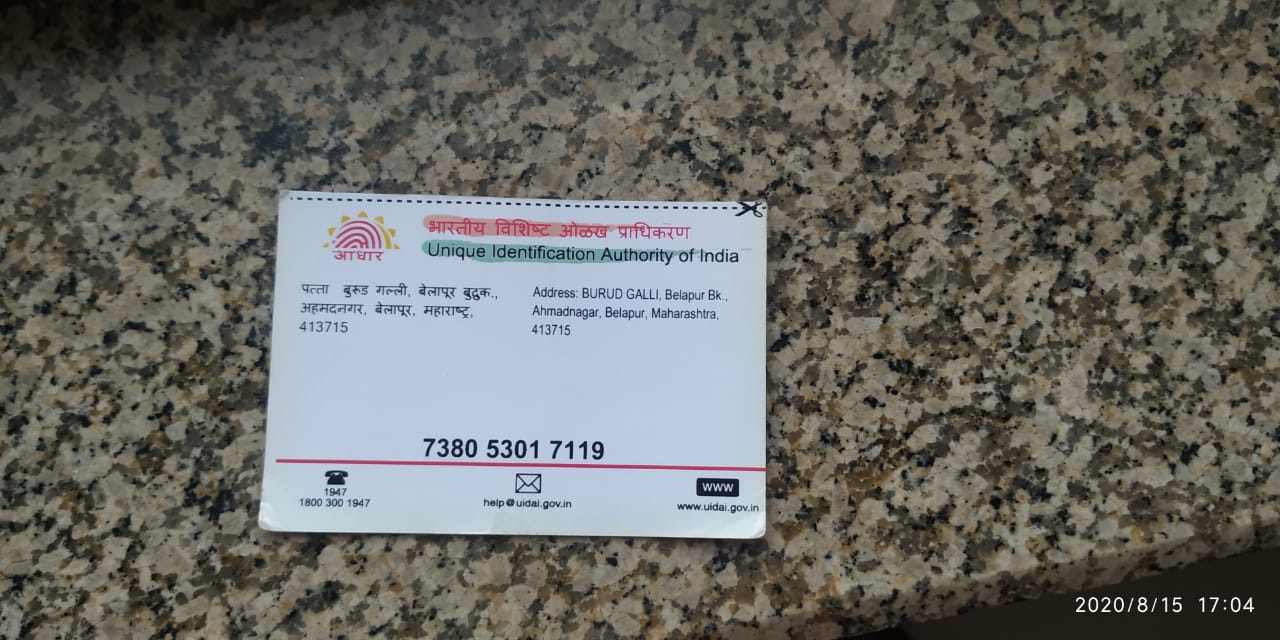 आधार
भारतीय विशिष्ट ओळख प्राधिकरण
Unique Identification Authority of India
पत्ता बुरूड गल्ली, बेलापूर बुद्रुक.,
अहमदनगर, बेलापूर, महाराष्ट्र,
413715
Address: BURUD GALLI, Belapur Bk.,
Ahmadnagar, Belapur, Maharashtra,
413715
7380 5301 7119
1947
1800 300 1947
help@uidai.gov.in
WWW
www.uidai.gov.in
2020/8/15 17:04